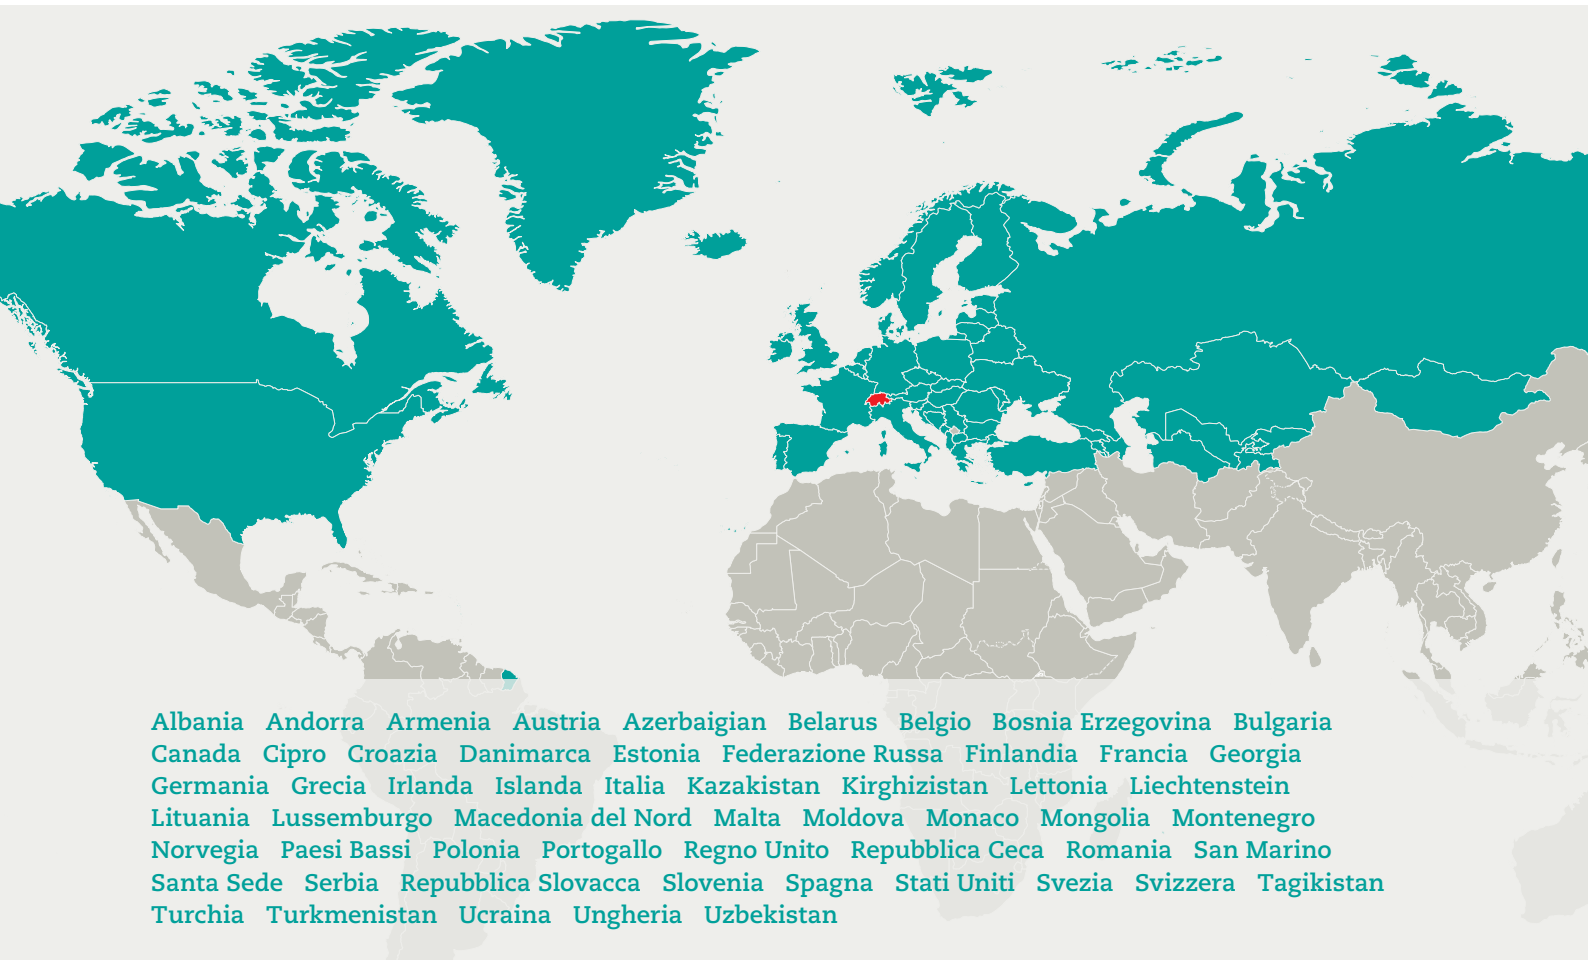 Albania Andorra Armenia Austria Azerbaigian Belarus Belgio Bosnia Erzegovina Bulgaria
Canada Cipro Croazia Danimarca Estonia Federazione Russa Finlandia Francia Georgia
Germania Grecia Irlanda Islanda Italia Kazakistan Kirghizistan Lettonia Liechtenstein
Lituania Lussemburgo Macedonia del Nord Malta Moldova Monaco Mongolia Montenegro
Norvegia Paesi Bassi Polonia Portogallo Regno Unito Repubblica Ceca Romania San Marino
Santa Sede Serbia Repubblica Slovacca Slovenia Spagna Stati Uniti Svezia Svizzera Tagikistan
Turchia Turkmenistan Ucraina Ungheria Uzbekistan